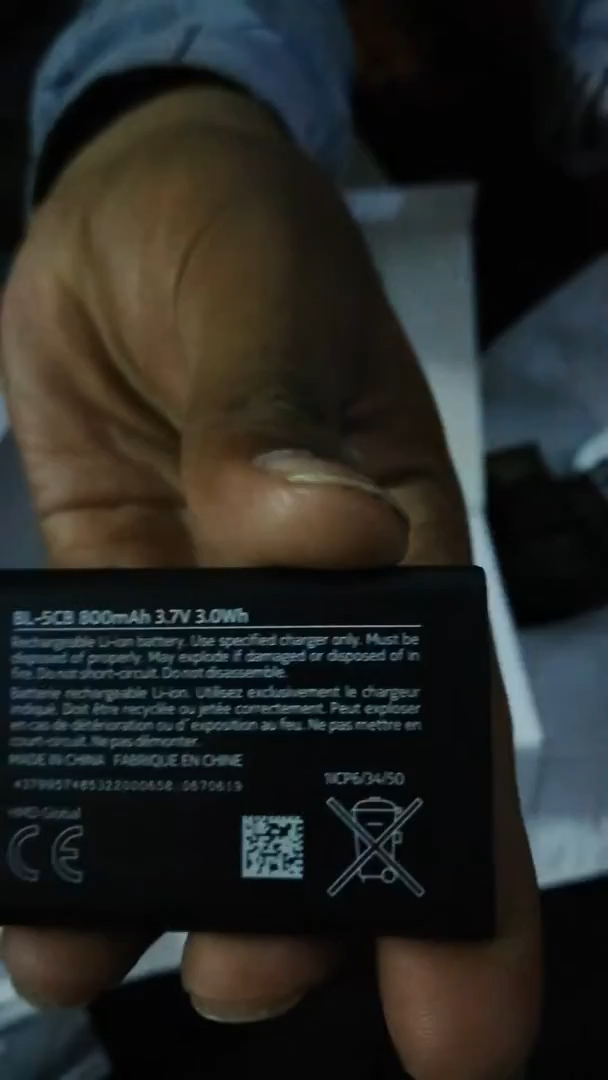 BL-5CB 800mAh 3.7V 3.0Wh
Rechargeable Li-ion battery. Use specified charger only. Must be
disposed of properly. May explode if damaged or disposed of in
fire. Do not short-circuit. Do not disassemble.
Batterie rechargeable Li-ion. Utilisez exclusivement le chargeur
indiqué. Doit être recyclée ou jetée correctement. Peut exploser
en cas de détérioration ou d'exposition au feu. Ne pas mettre en
court-circuit. Ne pas démonter.
MADE IN CHINA FABRIQUE EN CHINE
1ICP6/34/50
HMD Global
CE